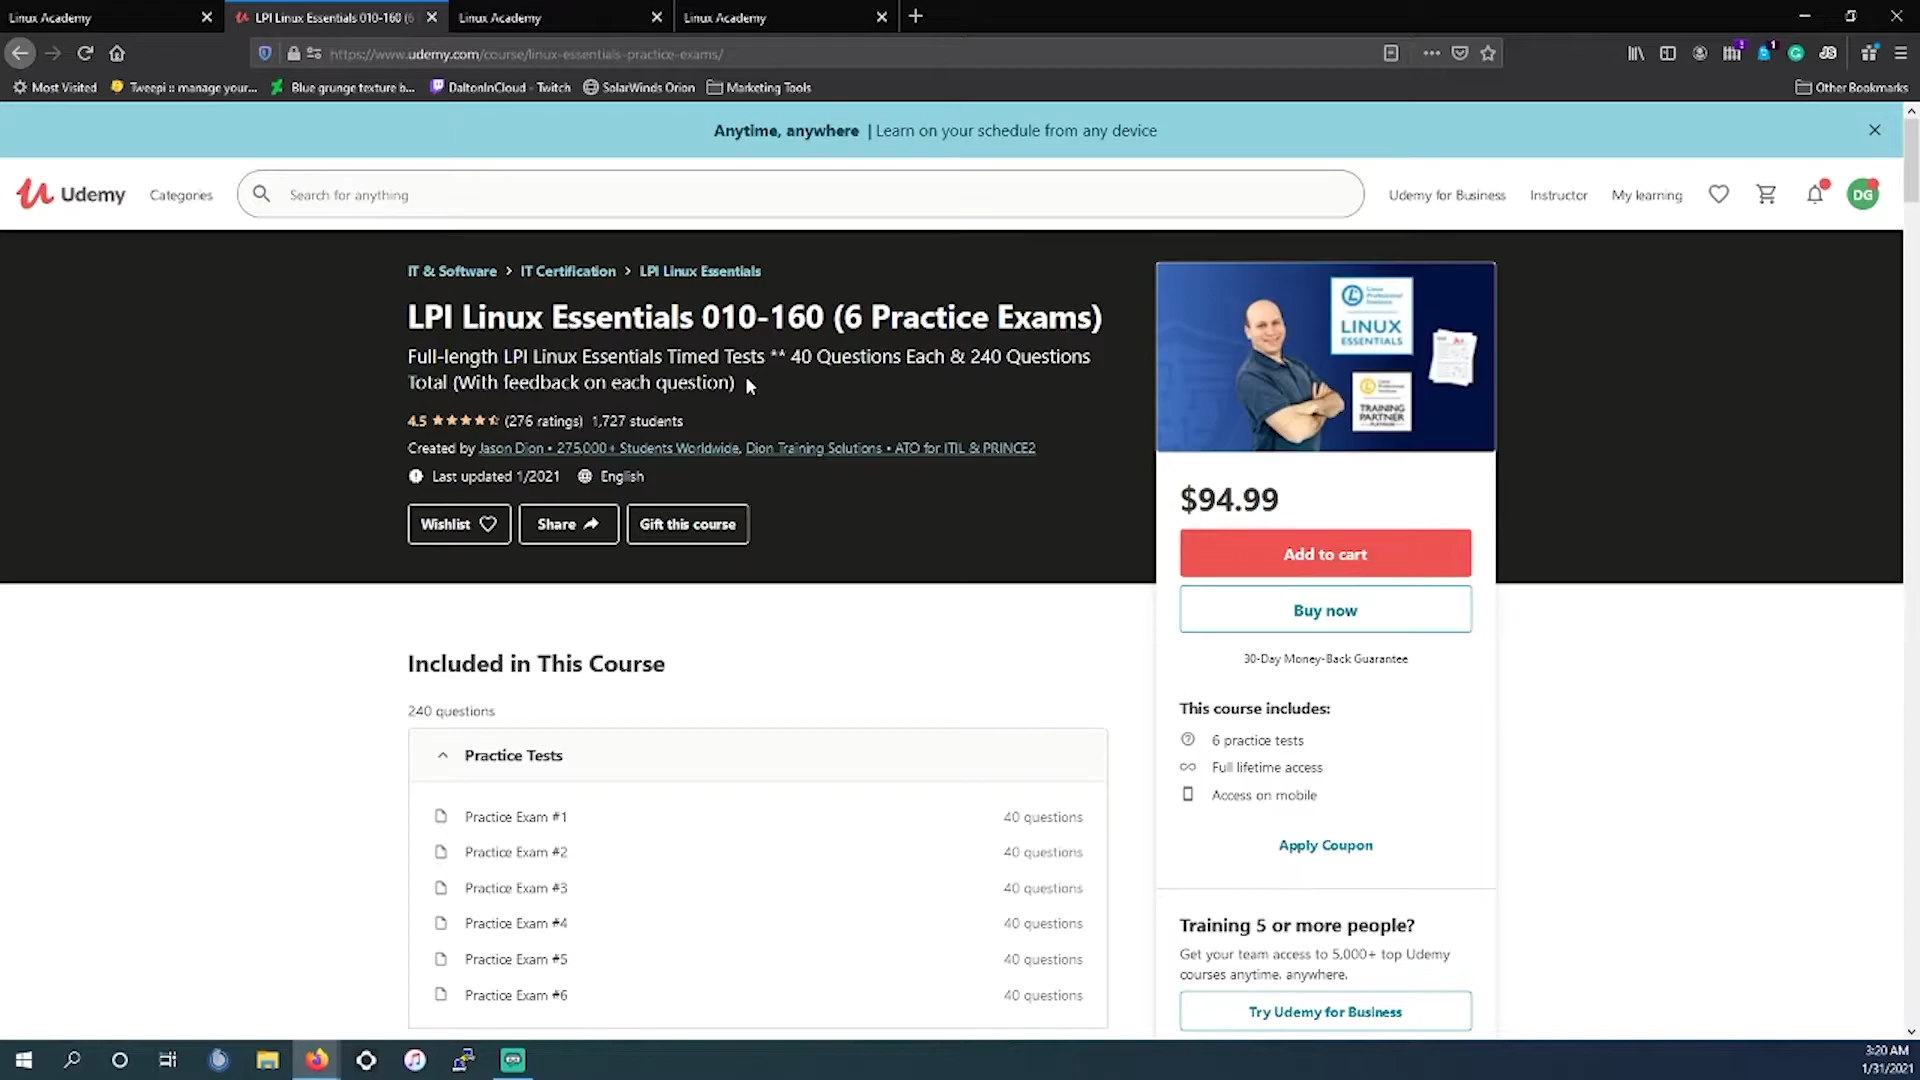 Linux Academy
LPI Linux Essentials 010-160 (6
Linux Academy
Linux Academy
https://www.udemy.com/course/linux-essentials-practice-exams/
Most Visited
Tweepi :: manage your...
Blue grunge texture b...
DaltonInCloud - Twitch
SolarWinds Orion
Marketing Tools
Other Bookmarks
Anytime, anywhere | Learn on your schedule from any device
Udemy
Categories
Search for anything
Udemy for Business
Instructor
My learning
DG
IT & Software > IT Certification > LPI Linux Essentials
LPI Linux Essentials 010-160 (6 Practice Exams)
Full-length LPI Linux Essentials Timed Tests ** 40 Questions Each & 240 Questions
Total (With feedback on each question)
4.5 (276 ratings) 1,727 students
Created by Jason Dion • 275,000+ Students Worldwide, Dion Training Solutions • ATO for ITIL & PRINCE2
Last updated 1/2021 English
Wishlist
Share
Gift this course
Linux
Professional
Institute
LINUX
ESSENTIALS
TRAINING
PARTNER
$94.99
Add to cart
Buy now
30-Day Money-Back Guarantee
This course includes:
6 practice tests
Full lifetime access
Access on mobile
Apply Coupon
Training 5 or more people?
Get your team access to 5,000+ top Udemy
courses anytime, anywhere.
Try Udemy for Business
Included in This Course
240 questions
Practice Tests
Practice Exam #1 40 questions
Practice Exam #2 40 questions
Practice Exam #3 40 questions
Practice Exam #4 40 questions
Practice Exam #5 40 questions
Practice Exam #6 40 questions
3:20 AM
1/31/2021